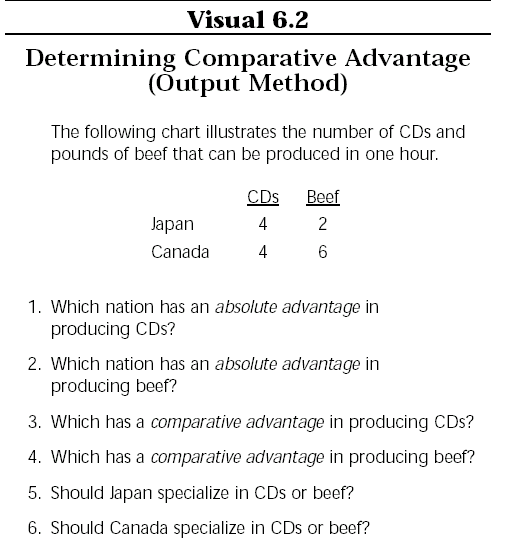 Visual 6.2
Determining Comparative Advantage
(Output Method)
The following chart illustrates the number of CDs and
pounds of beef that can be produced in one hour.
CDs Beef
Japan 4 2
Canada 4 6
1. Which nation has an absolute advantage in
producing CDs?
2. Which nation has an absolute advantage in
producing beef?
3. Which has a comparative advantage in producing CDs?
4. Which has a comparative advantage in producing beef?
5. Should Japan specialize in CDs or beef?
6. Should Canada specialize in CDs or beef?